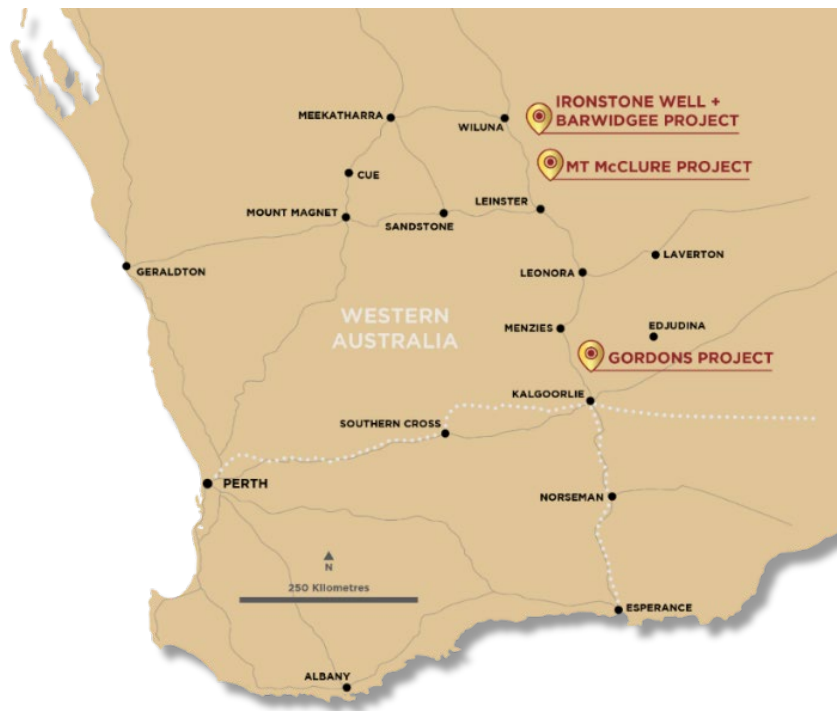 IRONSTONE WELL +
BARWIDGEE PROJECT
MEEKATHARRA
WILUNA
MT McCLURE PROJECT
CUE
LEINSTER
MOUNT MAGNET
SANDSTONE
LAVERTON
GERALDTON
LEONORA
WESTERN
AUSTRALIA
MENZIES
EDJUDINA
GORDONS PROJECT
KALGOORLIE
SOUTHERN CROSS
PERTH
NORSEMAN
N
250 Kilometres
ESPERANCE
ALBANY